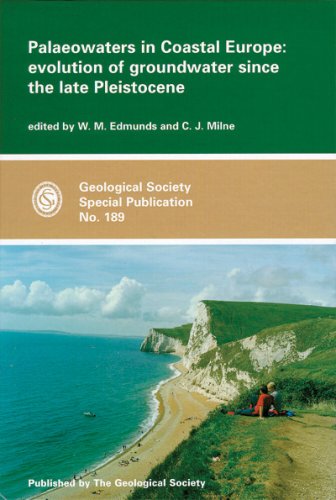 Palaeowaters in Coastal Europe:
evolution of groundwater since
the late Pleistocene
edited by W. M. Edmunds and C. J. Milne
Geological Society
Special Publication
No. 189
Published by The Geological Society